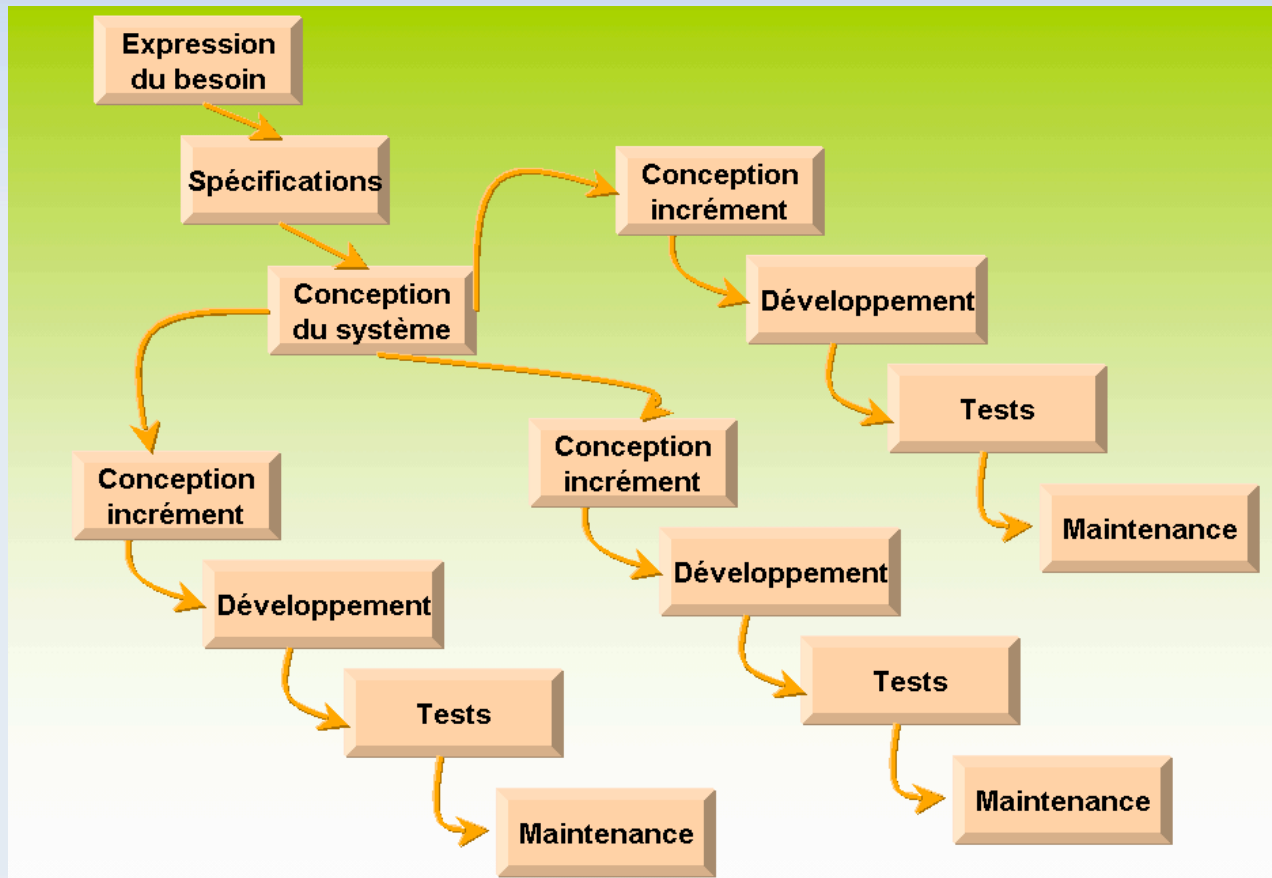 Expression
du besoin
Spécifications
Conception
du système
Conception
incrément
Développement
Tests
Maintenance
Conception
incrément
Développement
Tests
Maintenance
Conception
incrément
Développement
Tests
Maintenance